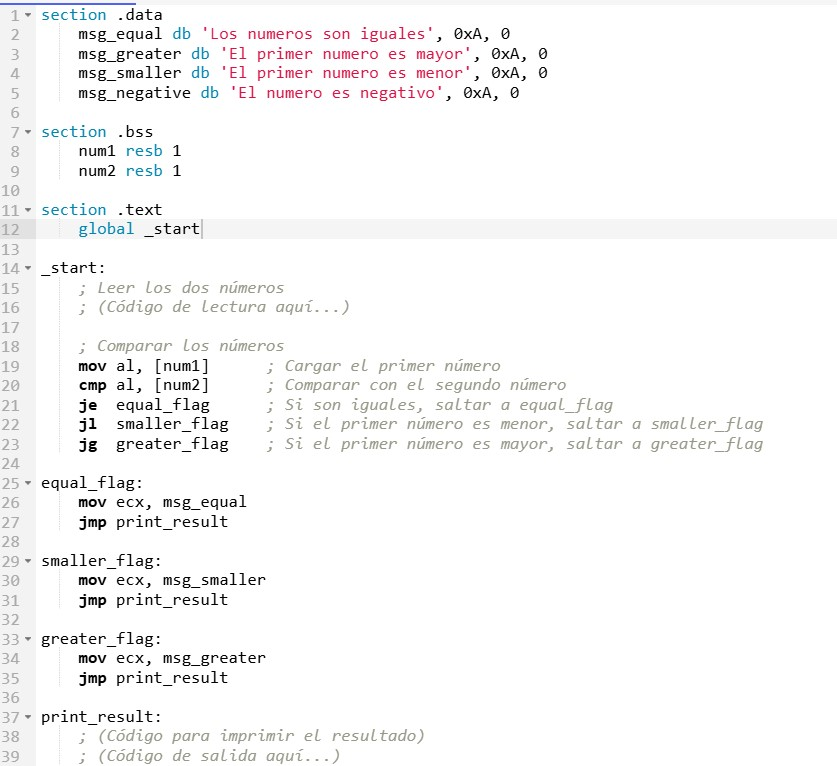 1 section .data
2     msg_equal db 'Los numeros son iguales', 0xA, 0
3     msg_greater db 'El primer numero es mayor', 0xA, 0
4     msg_smaller db 'El primer numero es menor', 0xA, 0
5     msg_negative db 'El numero es negativo', 0xA, 0
6
7 section .bss
8     num1 resb 1
9     num2 resb 1
10
11 section .text
12     global _start
13
14 _start:
15     ; Leer los dos números
16     ; (Código de lectura aquí...)
17
18     ; Comparar los números
19     mov al, [num1]      ; Cargar el primer número
20     cmp al, [num2]      ; Comparar con el segundo número
21     je  equal_flag      ; Si son iguales, saltar a equal_flag
22     jl  smaller_flag    ; Si el primer número es menor, saltar a smaller_flag
23     jg  greater_flag    ; Si el primer número es mayor, saltar a greater_flag
24
25 equal_flag:
26     mov ecx, msg_equal
27     jmp print_result
28
29 smaller_flag:
30     mov ecx, msg_smaller
31     jmp print_result
32
33 greater_flag:
34     mov ecx, msg_greater
35     jmp print_result
36
37 print_result:
38     ; (Código para imprimir el resultado)
39     ; (Código de salida aquí...)